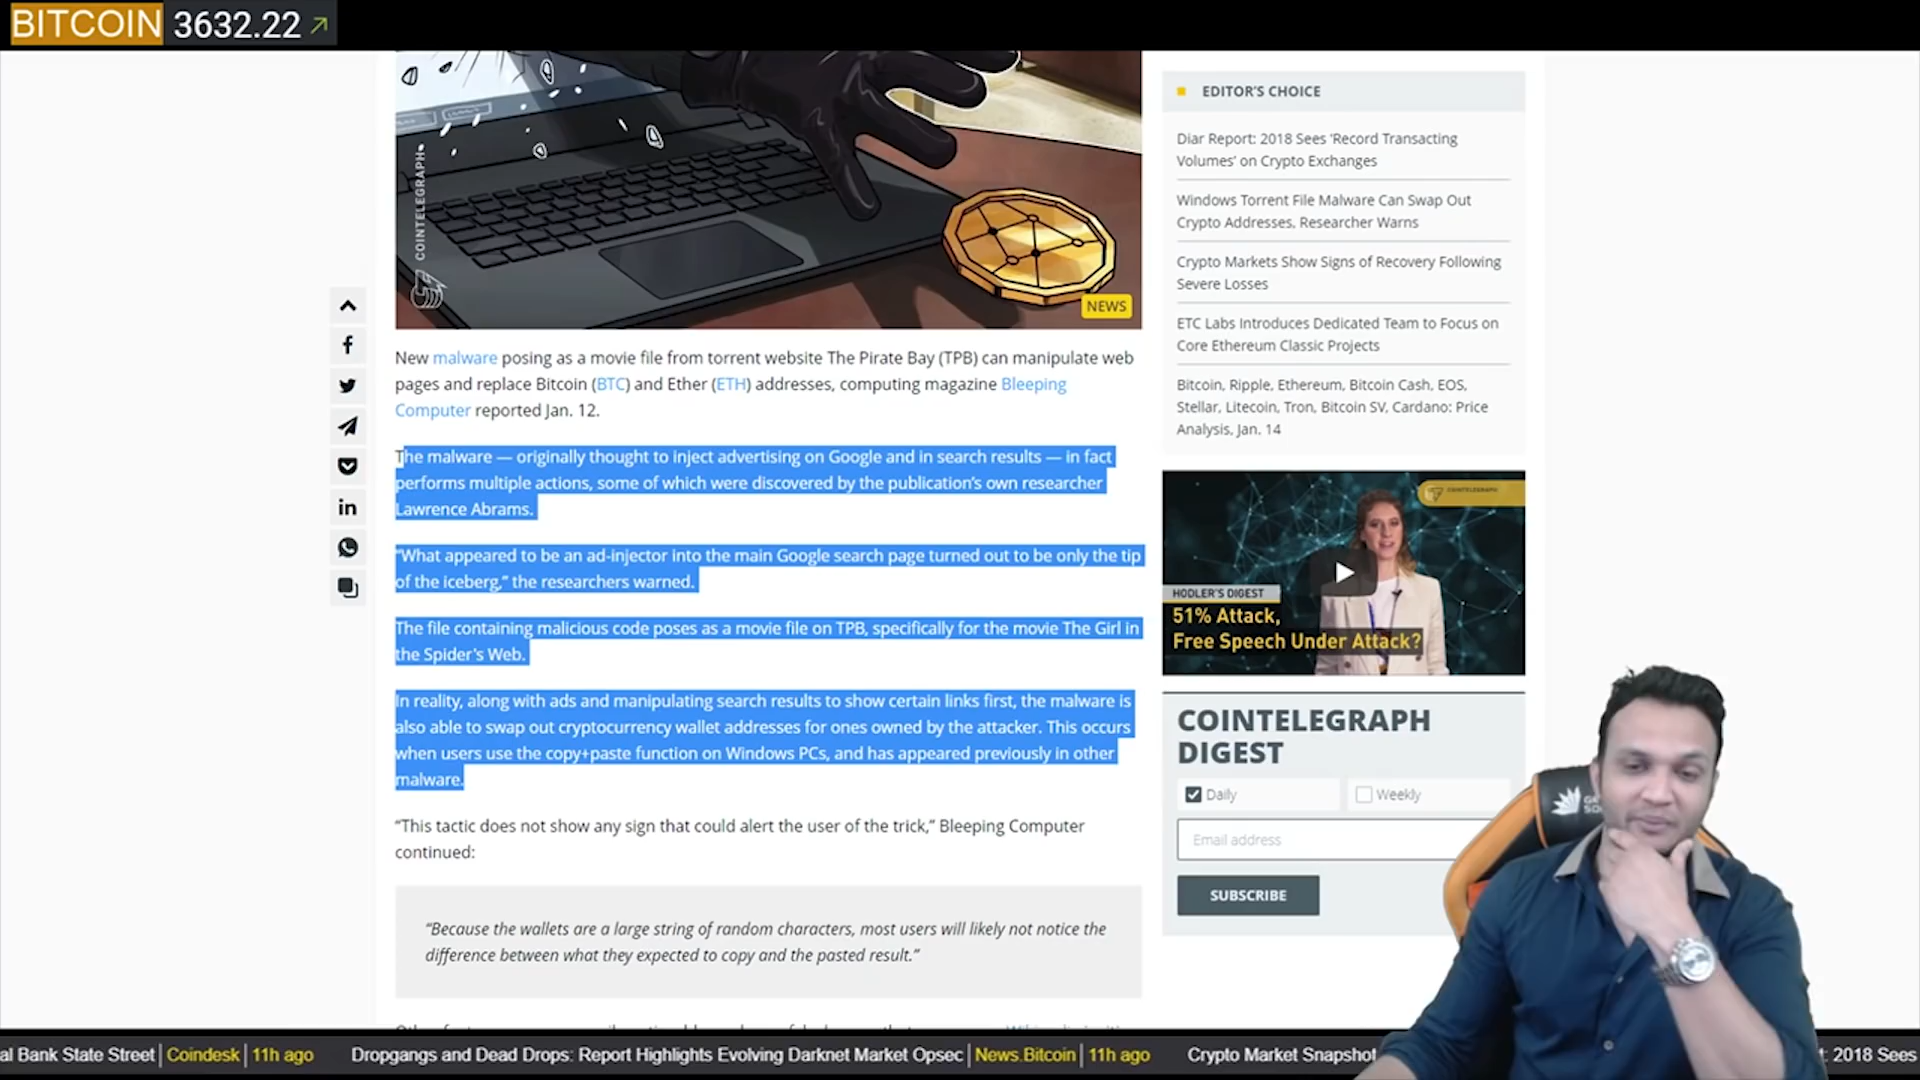 BITCOIN 3632.22
COINTELEGRAPH
NEWS
New malware posing as a movie file from torrent website The Pirate Bay (TPB) can manipulate web
pages and replace Bitcoin (BTC) and Ether (ETH) addresses, computing magazine Bleeping
Computer reported Jan. 12.
The malware — originally thought to inject advertising on Google and in search results — in fact
performs multiple actions, some of which were discovered by the publication's own researcher
Lawrence Abrams.
“What appeared to be an ad-injector into the main Google search page turned out to be only the tip
of the iceberg,” the researchers warned.
The file containing malicious code poses as a movie file on TPB, specifically for the movie The Girl in
the Spider's Web.
In reality, along with ads and manipulating search results to show certain links first, the malware is
also able to swap out cryptocurrency wallet addresses for ones owned by the attacker. This occurs
when users use the copy+paste function on Windows PCs, and has appeared previously in other
malware.
“This tactic does not show any sign that could alert the user of the trick,” Bleeping Computer
continued:
“Because the wallets are a large string of random characters, most users will likely not notice the
difference between what they expected to copy and the pasted result.”
EDITOR'S CHOICE
Diar Report: 2018 Sees ‘Record Transacting
Volumes’ on Crypto Exchanges
Windows Torrent File Malware Can Swap Out
Crypto Addresses, Researcher Warns
Crypto Markets Show Signs of Recovery Following
Severe Losses
ETC Labs Introduces Dedicated Team to Focus on
Core Ethereum Classic Projects
Bitcoin, Ripple, Ethereum, Bitcoin Cash, EOS,
Stellar, Litecoin, Tron, Bitcoin SV, Cardano: Price
Analysis, Jan. 14
COINTELEGRAPH
HODLER'S DIGEST
51% Attack,
Free Speech Under Attack?
COINTELEGRAPH
DIGEST
Daily Weekly
Email address
SUBSCRIBE
al Bank State Street | Coindesk | 11h ago Dropgangs and Dead Drops: Report Highlights Evolving Darknet Market Opsec | News.Bitcoin | 11h ago Crypto Market Snapshot : 2018 Sees